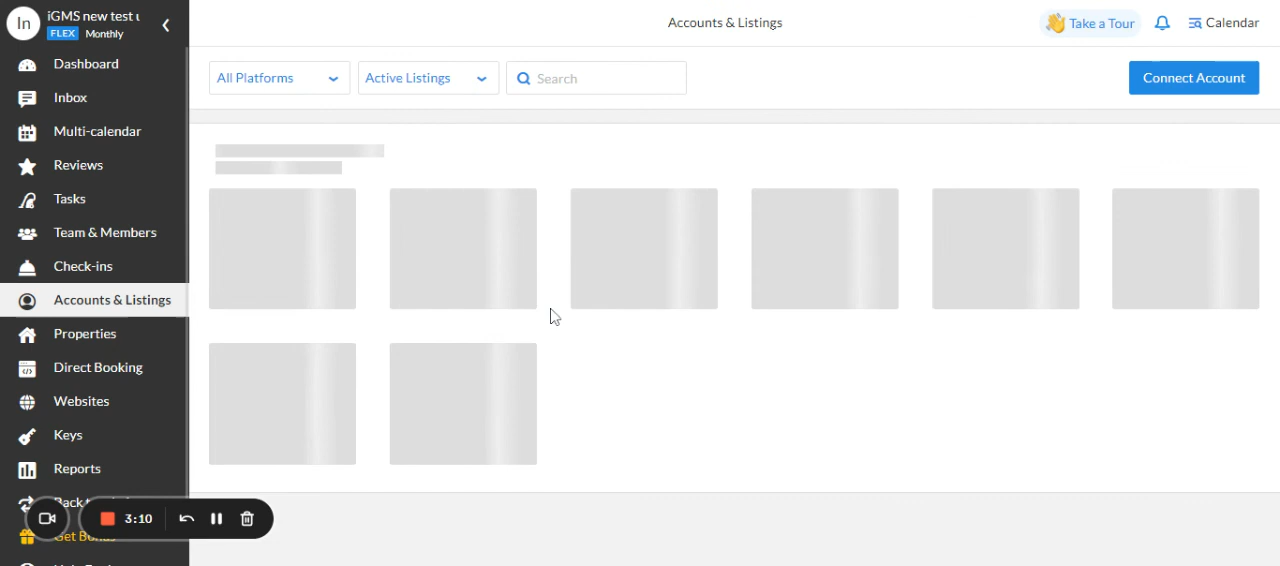 In
iGMS new test u
FLEX Monthly
Accounts & Listings
Take a Tour
Calendar
All Platforms
Active Listings
Search
Connect Account
Dashboard
Inbox
Multi-calendar
Reviews
Tasks
Team & Members
Check-ins
Accounts & Listings
Properties
Direct Booking
Websites
Keys
Reports
Back
3:10
Get Bonus